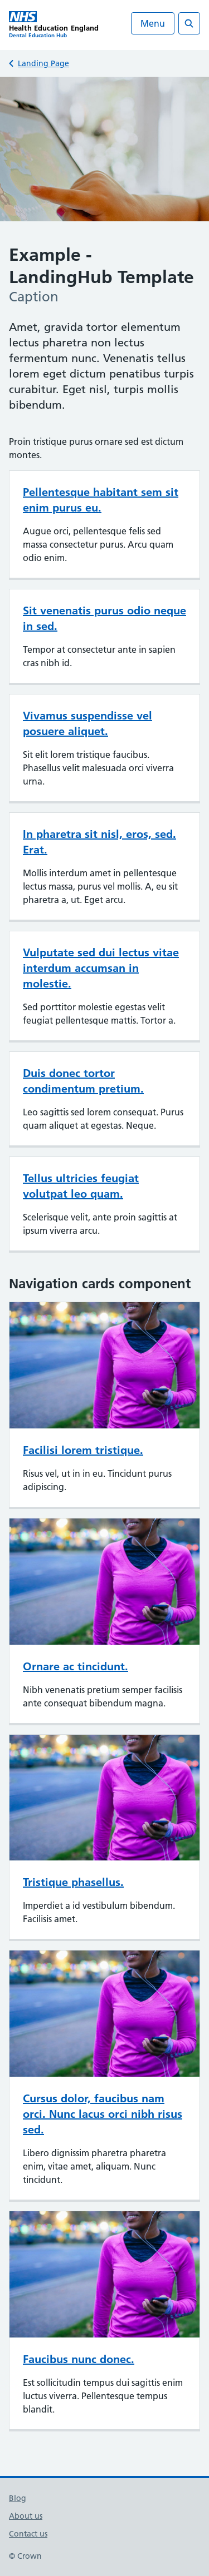 NHS
Health Education England
Dental Education Hub
Menu
Landing Page
Example -
LandingHub Template
Caption
Amet, gravida tortor elementum
lectus pharetra non lectus
fermentum nunc. Venenatis tellus
lorem eget dictum penatibus turpis
curabitur. Eget nisl, turpis mollis
bibendum.
Proin tristique purus ornare sed est dictum
montes.
Pellentesque habitant sem sit
enim purus eu.
Augue orci, pellentesque felis sed
massa consectetur purus. Arcu quam
odio enim.
Sit venenatis purus odio neque
in sed.
Tempor at consectetur ante in sapien
cras nibh id.
Vivamus suspendisse vel
posuere aliquet.
Sit elit lorem tristique faucibus.
Phasellus velit malesuada orci viverra
urna.
In pharetra sit nisl, eros, sed.
Erat.
Mollis interdum amet in pellentesque
lectus massa, purus vel mollis. A, eu sit
pharetra a, ut. Eget arcu.
Vulputate sed dui lectus vitae
interdum accumsan in
molestie.
Sed porttitor molestie egestas velit
feugiat pellentesque mattis. Tortor a.
Duis donec tortor
condimentum pretium.
Leo sagittis sed lorem consequat. Purus
quam aliquet at egestas. Neque.
Tellus ultricies feugiat
volutpat leo quam.
Scelerisque velit, ante proin sagittis at
ipsum viverra arcu.
Navigation cards component
Facilisi lorem tristique.
Risus vel, ut in in eu. Tincidunt purus
adipiscing.
Ornare ac tincidunt.
Nibh venenatis pretium semper facilisis
ante consequat bibendum magna.
Tristique phasellus.
Imperdiet a id vestibulum bibendum.
Facilisis amet.
Cursus dolor, faucibus nam
orci. Nunc lacus orci nibh risus
sed.
Libero dignissim pharetra pharetra
enim, vitae amet, aliquam. Nunc
tincidunt.
Faucibus nunc donec.
Est sollicitudin tempus dui sagittis enim
luctus viverra. Pellentesque tempus
blandit.
Blog
About us
Contact us
© Crown